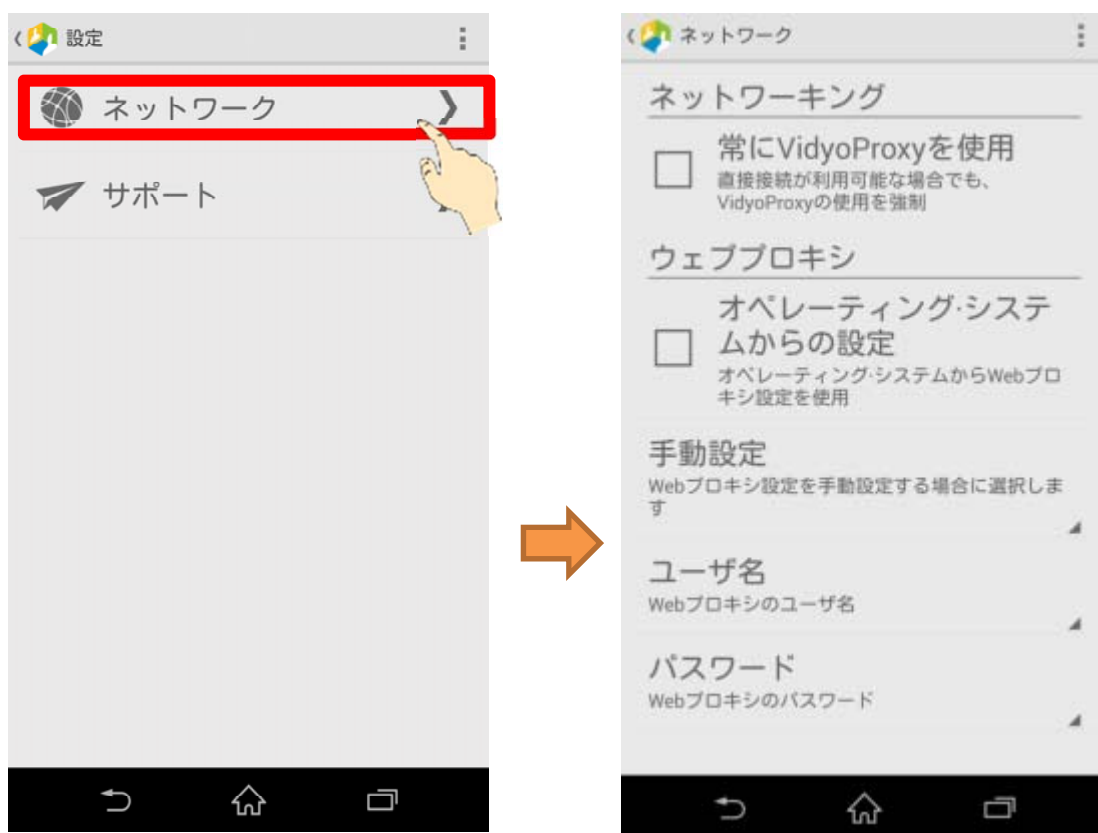 設定
ネットワーク
サポート
ネットワーク
ネットワーキング
常にVidyoProxyを使用
直接接続が利用可能な場合でも、
VidyoProxyの使用を強制
ウェブプロキシ
オペレーティング·システ
ムからの設定
オペレーティング·システムからWebプロ
キシ設定を使用
手動設定
Webプロキシ設定を手動設定する場合に選択しま
す
ユーザ名
Webプロキシのユーザ名
パスワード
Webプロキシのパスワード